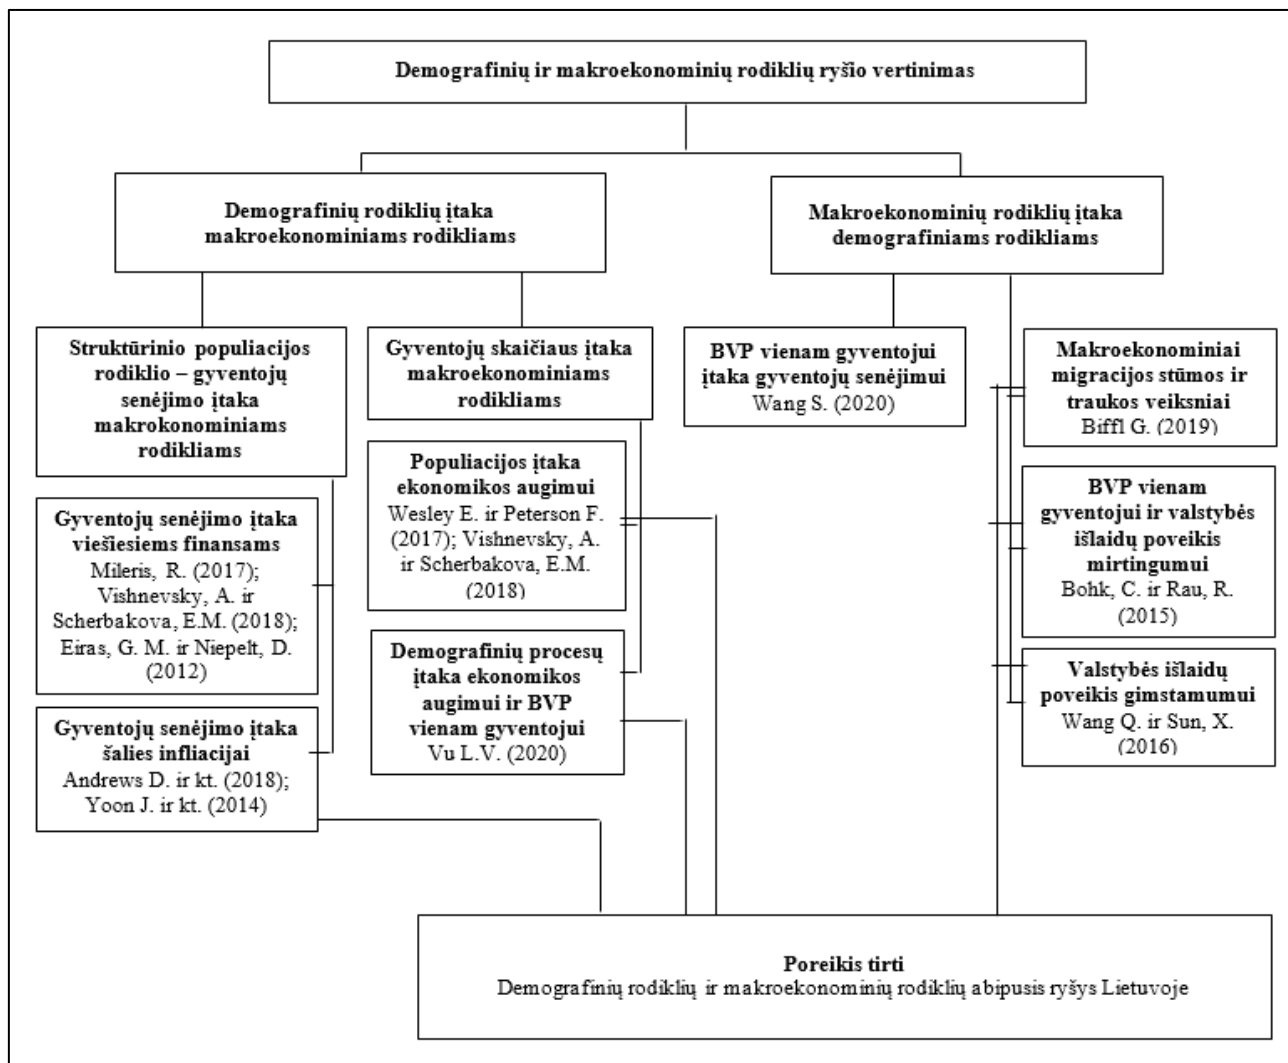 Demografinių ir makroekonominių rodiklių ryšio vertinimas
Demografinių rodiklių įtaka
makroekonominiams rodikliams
Makroekonominių rodiklių įtaka
demografiniams rodikliams
Struktūrinio populiacijos
rodiklio – gyventojų
senėjimo įtaka
makrokonominiams
rodikliams
Gyventojų skaičiaus įtaka
makroekonominiams
rodikliams
BVP vienam gyventojui
įtaka gyventojų senėjimui
Wang S. (2020)
Makroekonominiai
migracijos stūmos ir
traukos veiksniai
Biffl G. (2019)
Gyventojų senėjimo įtaka
viešiesiems finansams
Mileris, R. (2017);
Vishnevsky, A. ir
Scherbakova, E.M. (2018);
Eiras, G. M. ir Niepelt, D.
(2012)
Populiacijos įtaka
ekonomikos augimui
Wesley E. ir Peterson F.
(2017); Vishnevsky, A.
ir Scherbakova, E.M.
(2018)
BVP vienam
gyventojui ir valstybės
išlaidų poveikis
mirtingumui
Bohk, C. ir Rau, R.
(2015)
Gyventojų senėjimo įtaka
šalies infliacijai
Andrews D. ir kt. (2018);
Yoon J. ir kt. (2014)
Demografinių procesų
įtaka ekonomikos
augimui ir BVP
vienam gyventojui
Vu L.V. (2020)
Valstybės išlaidų
poveikis gimstamumui
Wang Q. ir Sun, X.
(2016)
Poreikis tirti
Demografinių rodiklių ir makroekonominių rodiklių abipusis ryšys Lietuvoje